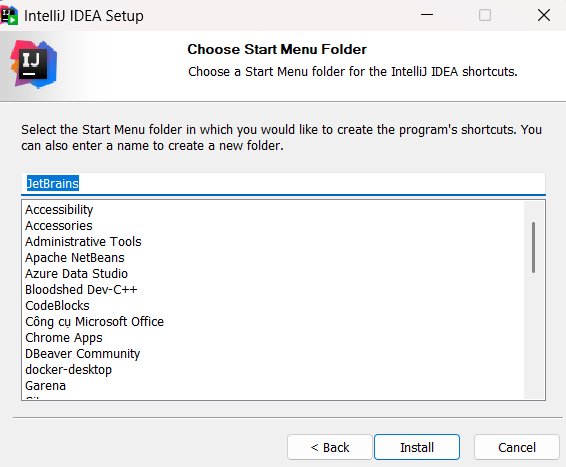 IntelliJ IDEA Setup
IJ
Choose Start Menu Folder
Choose a Start Menu folder for the IntelliJ IDEA shortcuts.
Select the Start Menu folder in which you would like to create the program's shortcuts. You
can also enter a name to create a new folder.
JetBrains
Accessibility
Accessories
Administrative Tools
Apache NetBeans
Azure Data Studio
Bloodshed Dev-C++
CodeBlocks
Công cụ Microsoft Office
Chrome Apps
DBeaver Community
docker-desktop
Garena
< Back
Install
Cancel